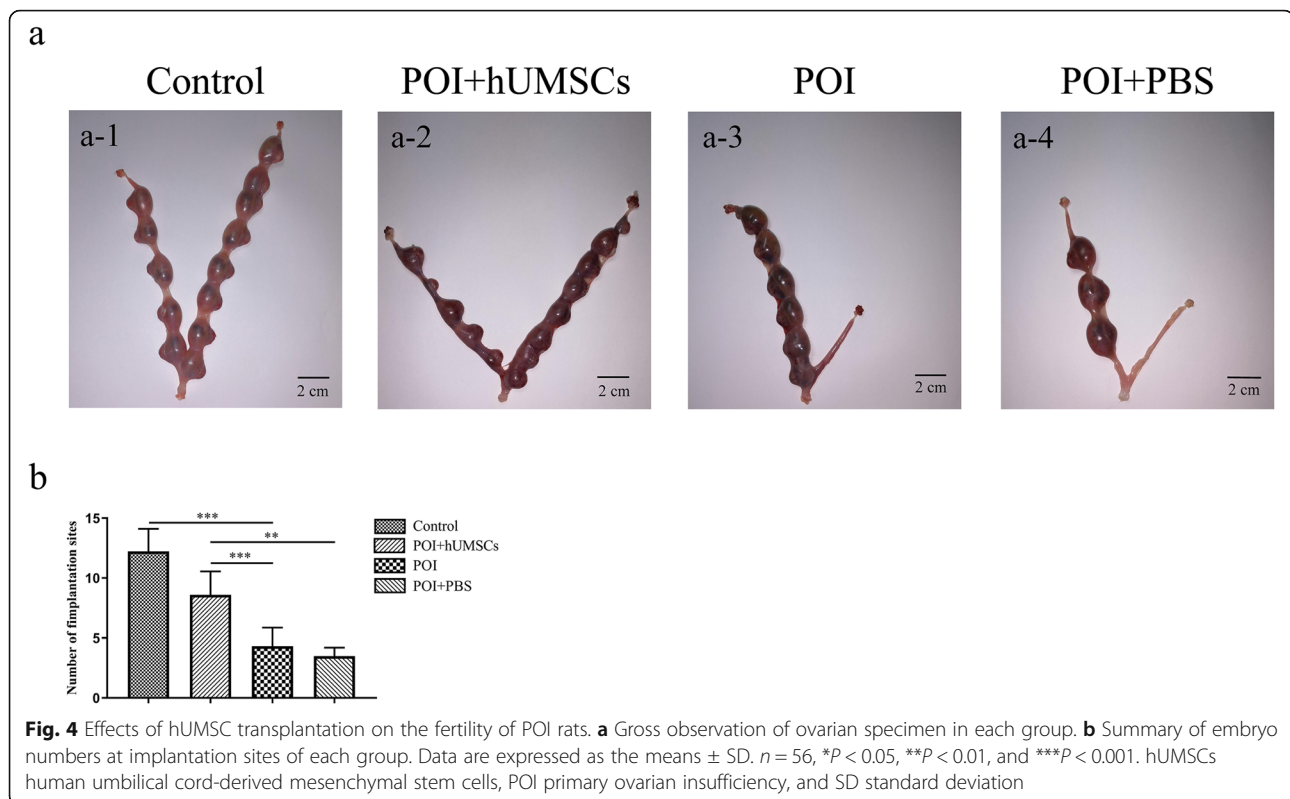 a
Control
POI+hUMSCs
POI
POI+PBS
a-1
a-2
a-3
a-4
2 cm
2 cm
2 cm
2 cm
b
Number of fimplantation sites
15
10
5
0
***
**
***
Control
POI+hUMSCs
POI
POI+PBS
Fig. 4 Effects of hUMSC transplantation on the fertility of POI rats. a Gross observation of ovarian specimen in each group. b Summary of embryo
numbers at implantation sites of each group. Data are expressed as the means ± SD. n = 56, *P < 0.05, **P < 0.01, and ***P < 0.001. hUMSCs
human umbilical cord-derived mesenchymal stem cells, POI primary ovarian insufficiency, and SD standard deviation